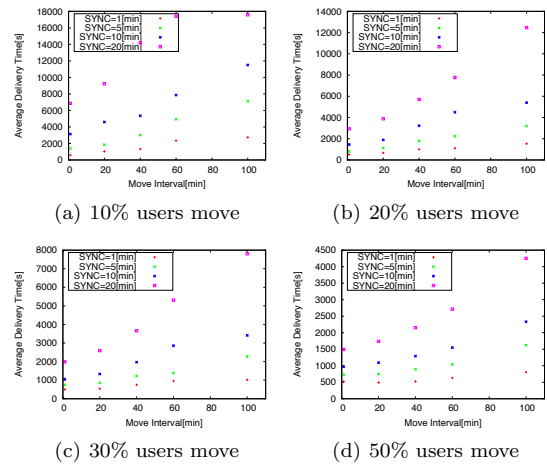 18000
16000
14000
12000
10000
8000
6000
4000
2000
0
Average Delivery Time[s]
SYNC=1[min]
SYNC=5[min]
SYNC=10[min]
SYNC=20[min]
0 20 40 60 80 100
Move Interval[min]
(a) 10% users move
14000
12000
10000
8000
6000
4000
2000
0
Average Delivery Time[s]
SYNC=1[min]
SYNC=5[min]
SYNC=10[min]
SYNC=20[min]
0 20 40 60 80 100
Move Interval[min]
(b) 20% users move
8000
7000
6000
5000
4000
3000
2000
1000
0
Average Delivery Time[s]
SYNC=1[min]
SYNC=5[min]
SYNC=10[min]
SYNC=20[min]
0 20 40 60 80 100
Move Interval[min]
(c) 30% users move
4500
4000
3500
3000
2500
2000
1500
1000
500
0
Average Delivery Time[s]
SYNC=1[min]
SYNC=5[min]
SYNC=10[min]
SYNC=20[min]
0 20 40 60 80 100
Move Interval[min]
(d) 50% users move